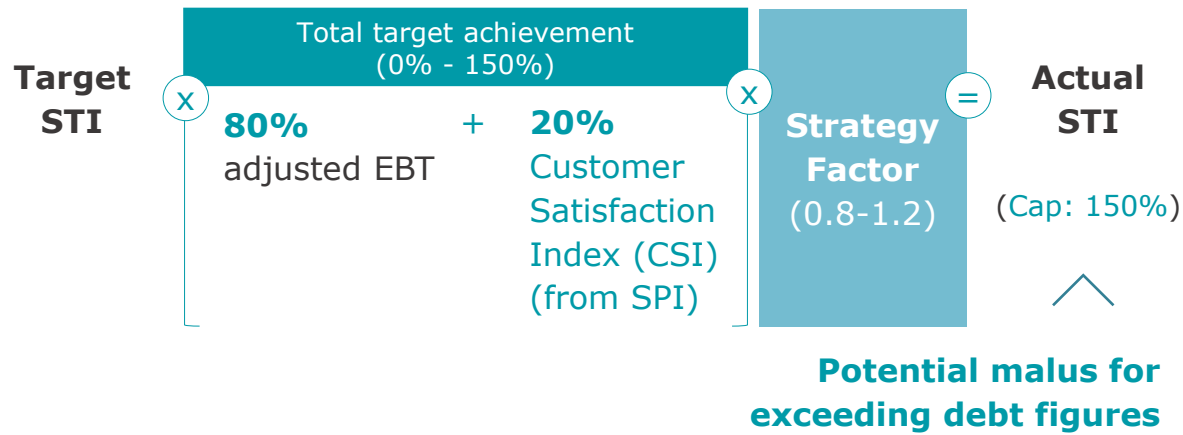 Total target achievement
(0% - 150%)
Target
STI
x
80%
adjusted EBT
+
20%
Customer
Satisfaction
Index (CSI)
(from SPI)
x
Strategy
Factor
(0.8-1.2)
=
Actual
STI
(Cap: 150%)
Potential malus for
exceeding debt figures